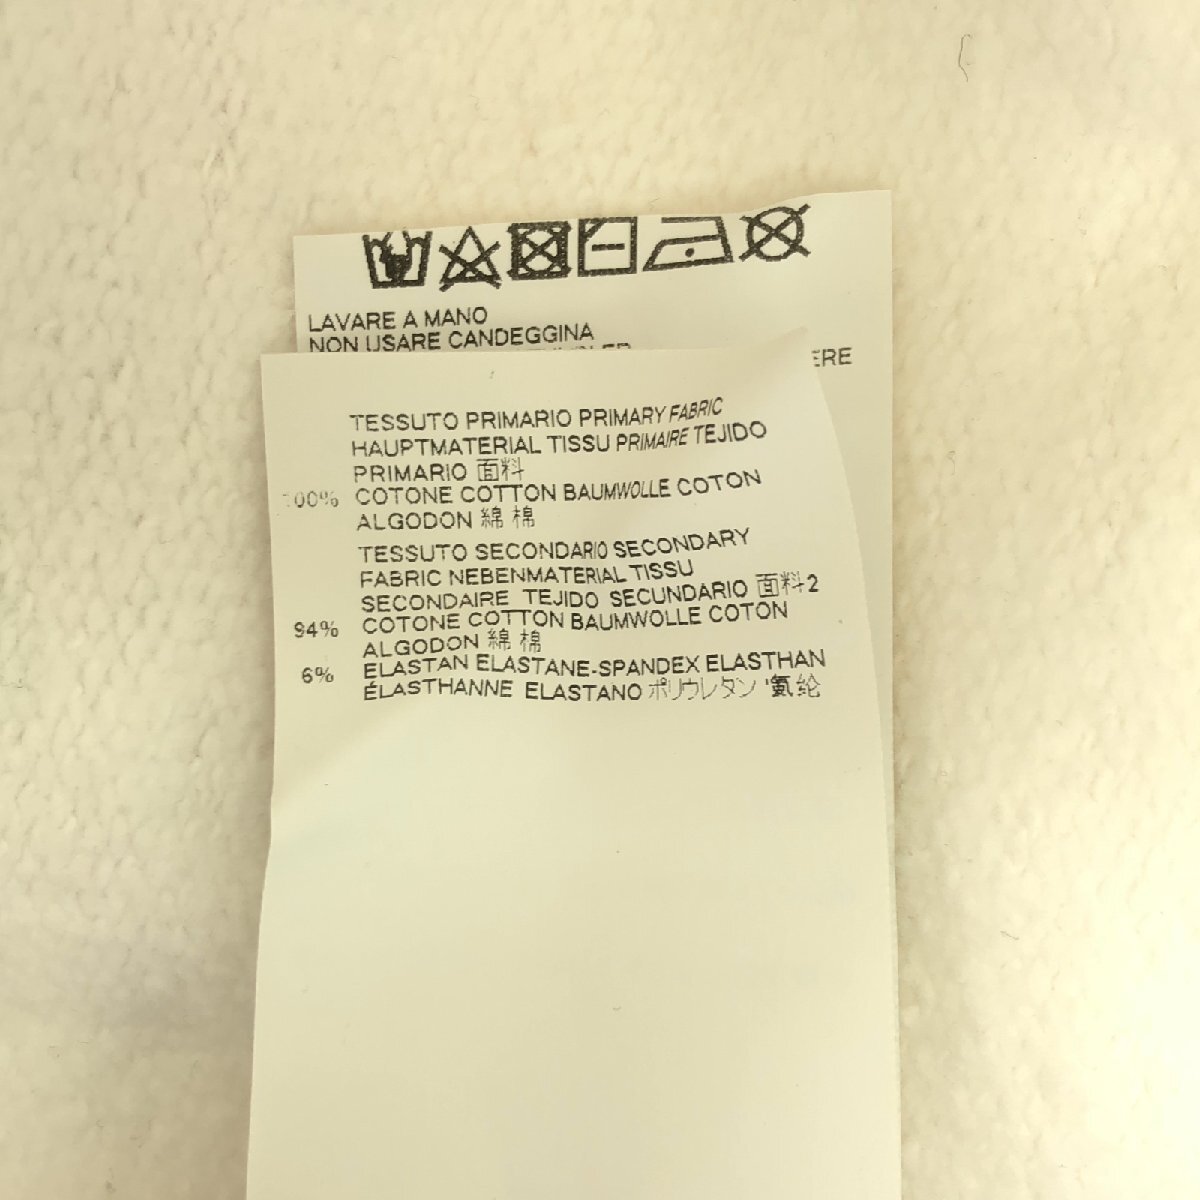 LAVARE A MANO
NON USARE CANDEGGINA
TESSUTO PRIMARIO PRIMARY FABRIC
HAUPTMATERIAL TISSU PRIMAIRE TEJIDO
PRIMARIO 面料
100% COTONE COTTON BAUMWOLLE COTON
ALGODON 綿 棉
TESSUTO SECONDARIO SECONDARY
FABRIC NEBENMATERIAL TISSU
SECONDAIRE TEJIDO SECUNDARIO 面料2
94% COTONE COTTON BAUMWOLLE COTON
ALGODON 綿 棉
6% ELASTAN ELASTANE-SPANDEX ELASTHAN
ÉLASTHANNE ELASTANO ポリウレタン 氨纶